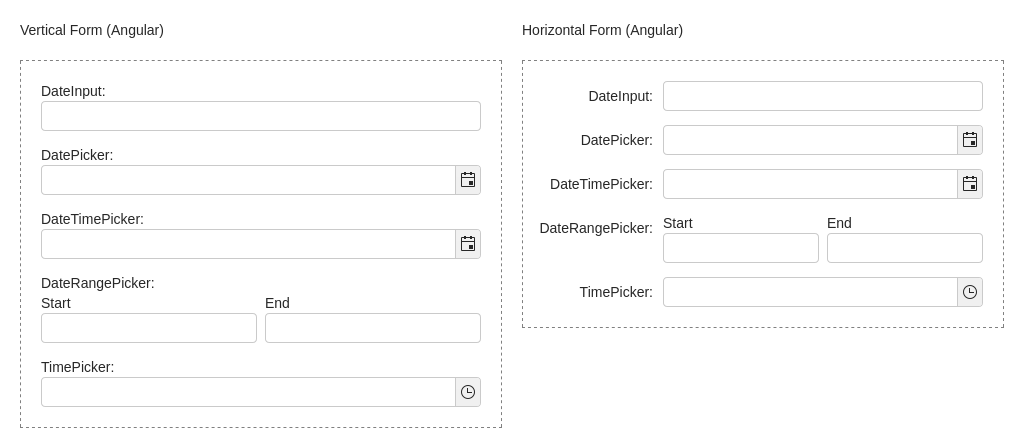 Vertical Form (Angular)
DateInput:
DatePicker:
DateTimePicker:
DateRangePicker:
Start End
TimePicker:
Horizontal Form (Angular)
DateInput:
DatePicker:
DateTimePicker:
DateRangePicker: Start End
TimePicker: